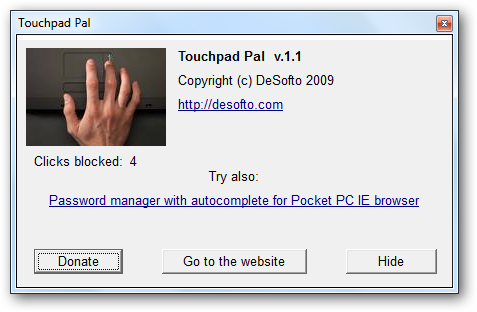 Touchpad Pal
Touchpad Pal v.1.1
Copyright (c) DeSofto 2009
http://desofto.com
Clicks blocked: 4
Try also:
Password manager with autocomplete for Pocket PC IE browser
Donate
Go to the website
Hide